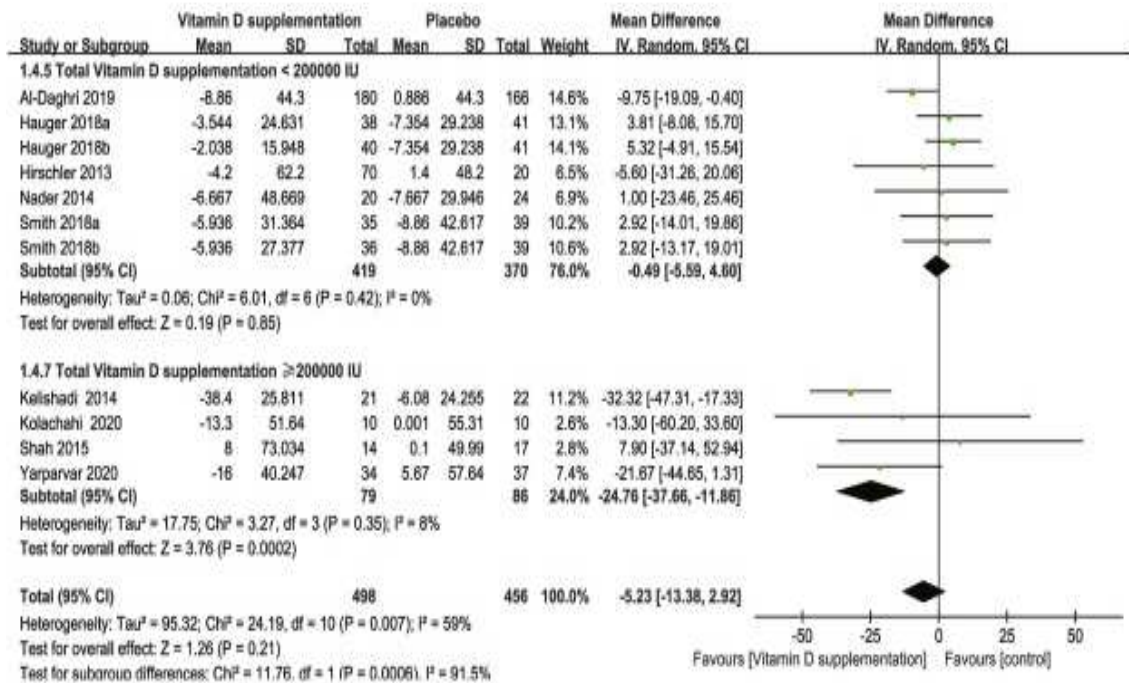 Vitamin D supplementation Placebo Mean Difference Mean Difference
Study or Subgroup Mean SD Total Mean SD Total Weight IV, Random, 95% CI IV, Random, 95% CI
1.4.5 Total Vitamin D supplementation < 200000 IU
Al-Daghri 2019 -8.86 44.3 180 0.886 44.3 166 14.6% -9.75 [-19.09, -0.40]
Hauger 2018a -3.544 24.631 38 -7.354 29.238 41 13.1% 3.81 [-8.08, 15.70]
Hauger 2018b -2.038 15.948 40 -7.354 29.238 41 14.1% 5.32 [-4.91, 15.54]
Hirschler 2013 -4.2 62.2 70 1.4 48.2 20 6.5% -5.60 [-31.26, 20.06]
Nader 2014 -6.667 48.669 20 -7.667 29.946 24 6.9% 1.00 [-23.46, 25.46]
Smith 2018a -5.936 31.364 35 -8.86 42.617 39 10.2% 2.92 [-14.01, 19.86]
Smith 2018b -5.936 27.377 36 -8.86 42.617 39 10.6% 2.92 [-13.17, 19.01]
Subtotal (95% CI) 419 370 76.0% -0.49 [-5.59, 4.60]
Heterogeneity: Tau² = 0.06; Chi² = 6.01, df = 6 (P = 0.42); I² = 0%
Test for overall effect: Z = 0.19 (P = 0.85)
1.4.7 Total Vitamin D supplementation ≥200000 IU
Kelishadi 2014 -38.4 25.811 21 -6.08 24.255 22 11.2% -32.32 [-47.31, -17.33]
Kolachahi 2020 -13.3 51.64 10 0.001 55.31 10 2.6% -13.30 [-60.20, 33.60]
Shah 2015 8 73.034 14 0.1 49.99 17 2.8% 7.90 [-37.14, 52.94]
Yarparvar 2020 -16 40.247 34 5.67 57.64 37 7.4% -21.67 [-44.65, 1.31]
Subtotal (95% CI) 79 86 24.0% -24.76 [-37.66, -11.86]
Heterogeneity: Tau² = 17.75; Chi² = 3.27, df = 3 (P = 0.35); I² = 8%
Test for overall effect: Z = 3.76 (P = 0.0002)
Total (95% CI) 498 456 100.0% -5.23 [-13.38, 2.92]
Heterogeneity: Tau² = 95.32; Chi² = 24.19, df = 10 (P = 0.007); I² = 59%
Test for overall effect: Z = 1.26 (P = 0.21)
Test for subgroup differences: Chi² = 11.76, df = 1 (P = 0.0006), I² = 91.5%
-50 -25 0 25 50
Favours [Vitamin D supplementation] Favours [control]